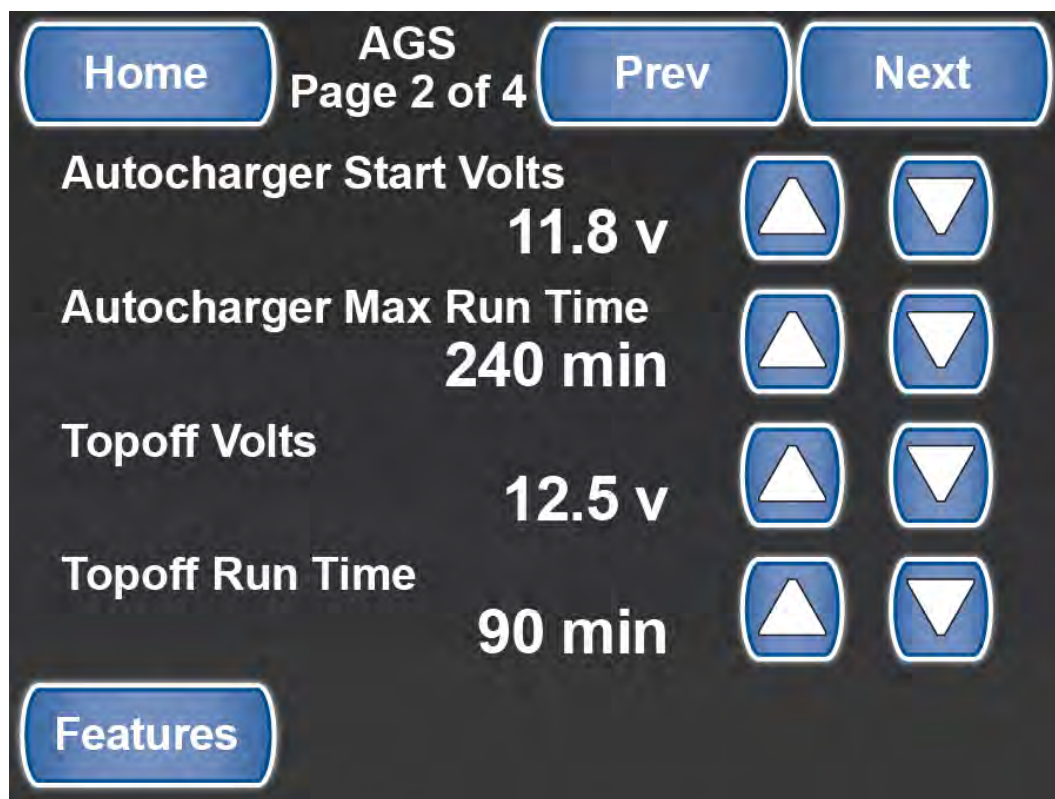 Home
AGS
Page 2 of 4
Prev
Next
Autocharger Start Volts
11.8 v
Autocharger Max Run Time
240 min
Topoff Volts
12.5 v
Topoff Run Time
90 min
Features